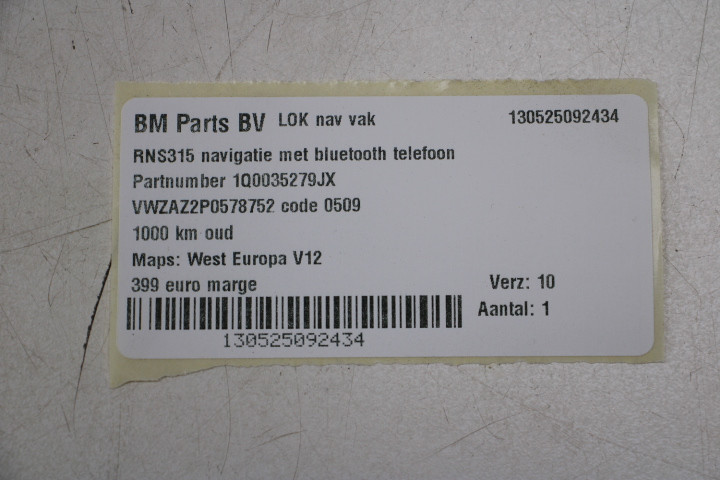 BM Parts BV LOK nav vak 130525092434
RNS315 navigatie met bluetooth telefoon
Partnumber 1Q0035279JX
VWZAZ2P0578752 code 0509
1000 km oud
Maps: West Europa V12
399 euro marge Verz: 10
Aantal: 1
130525092434